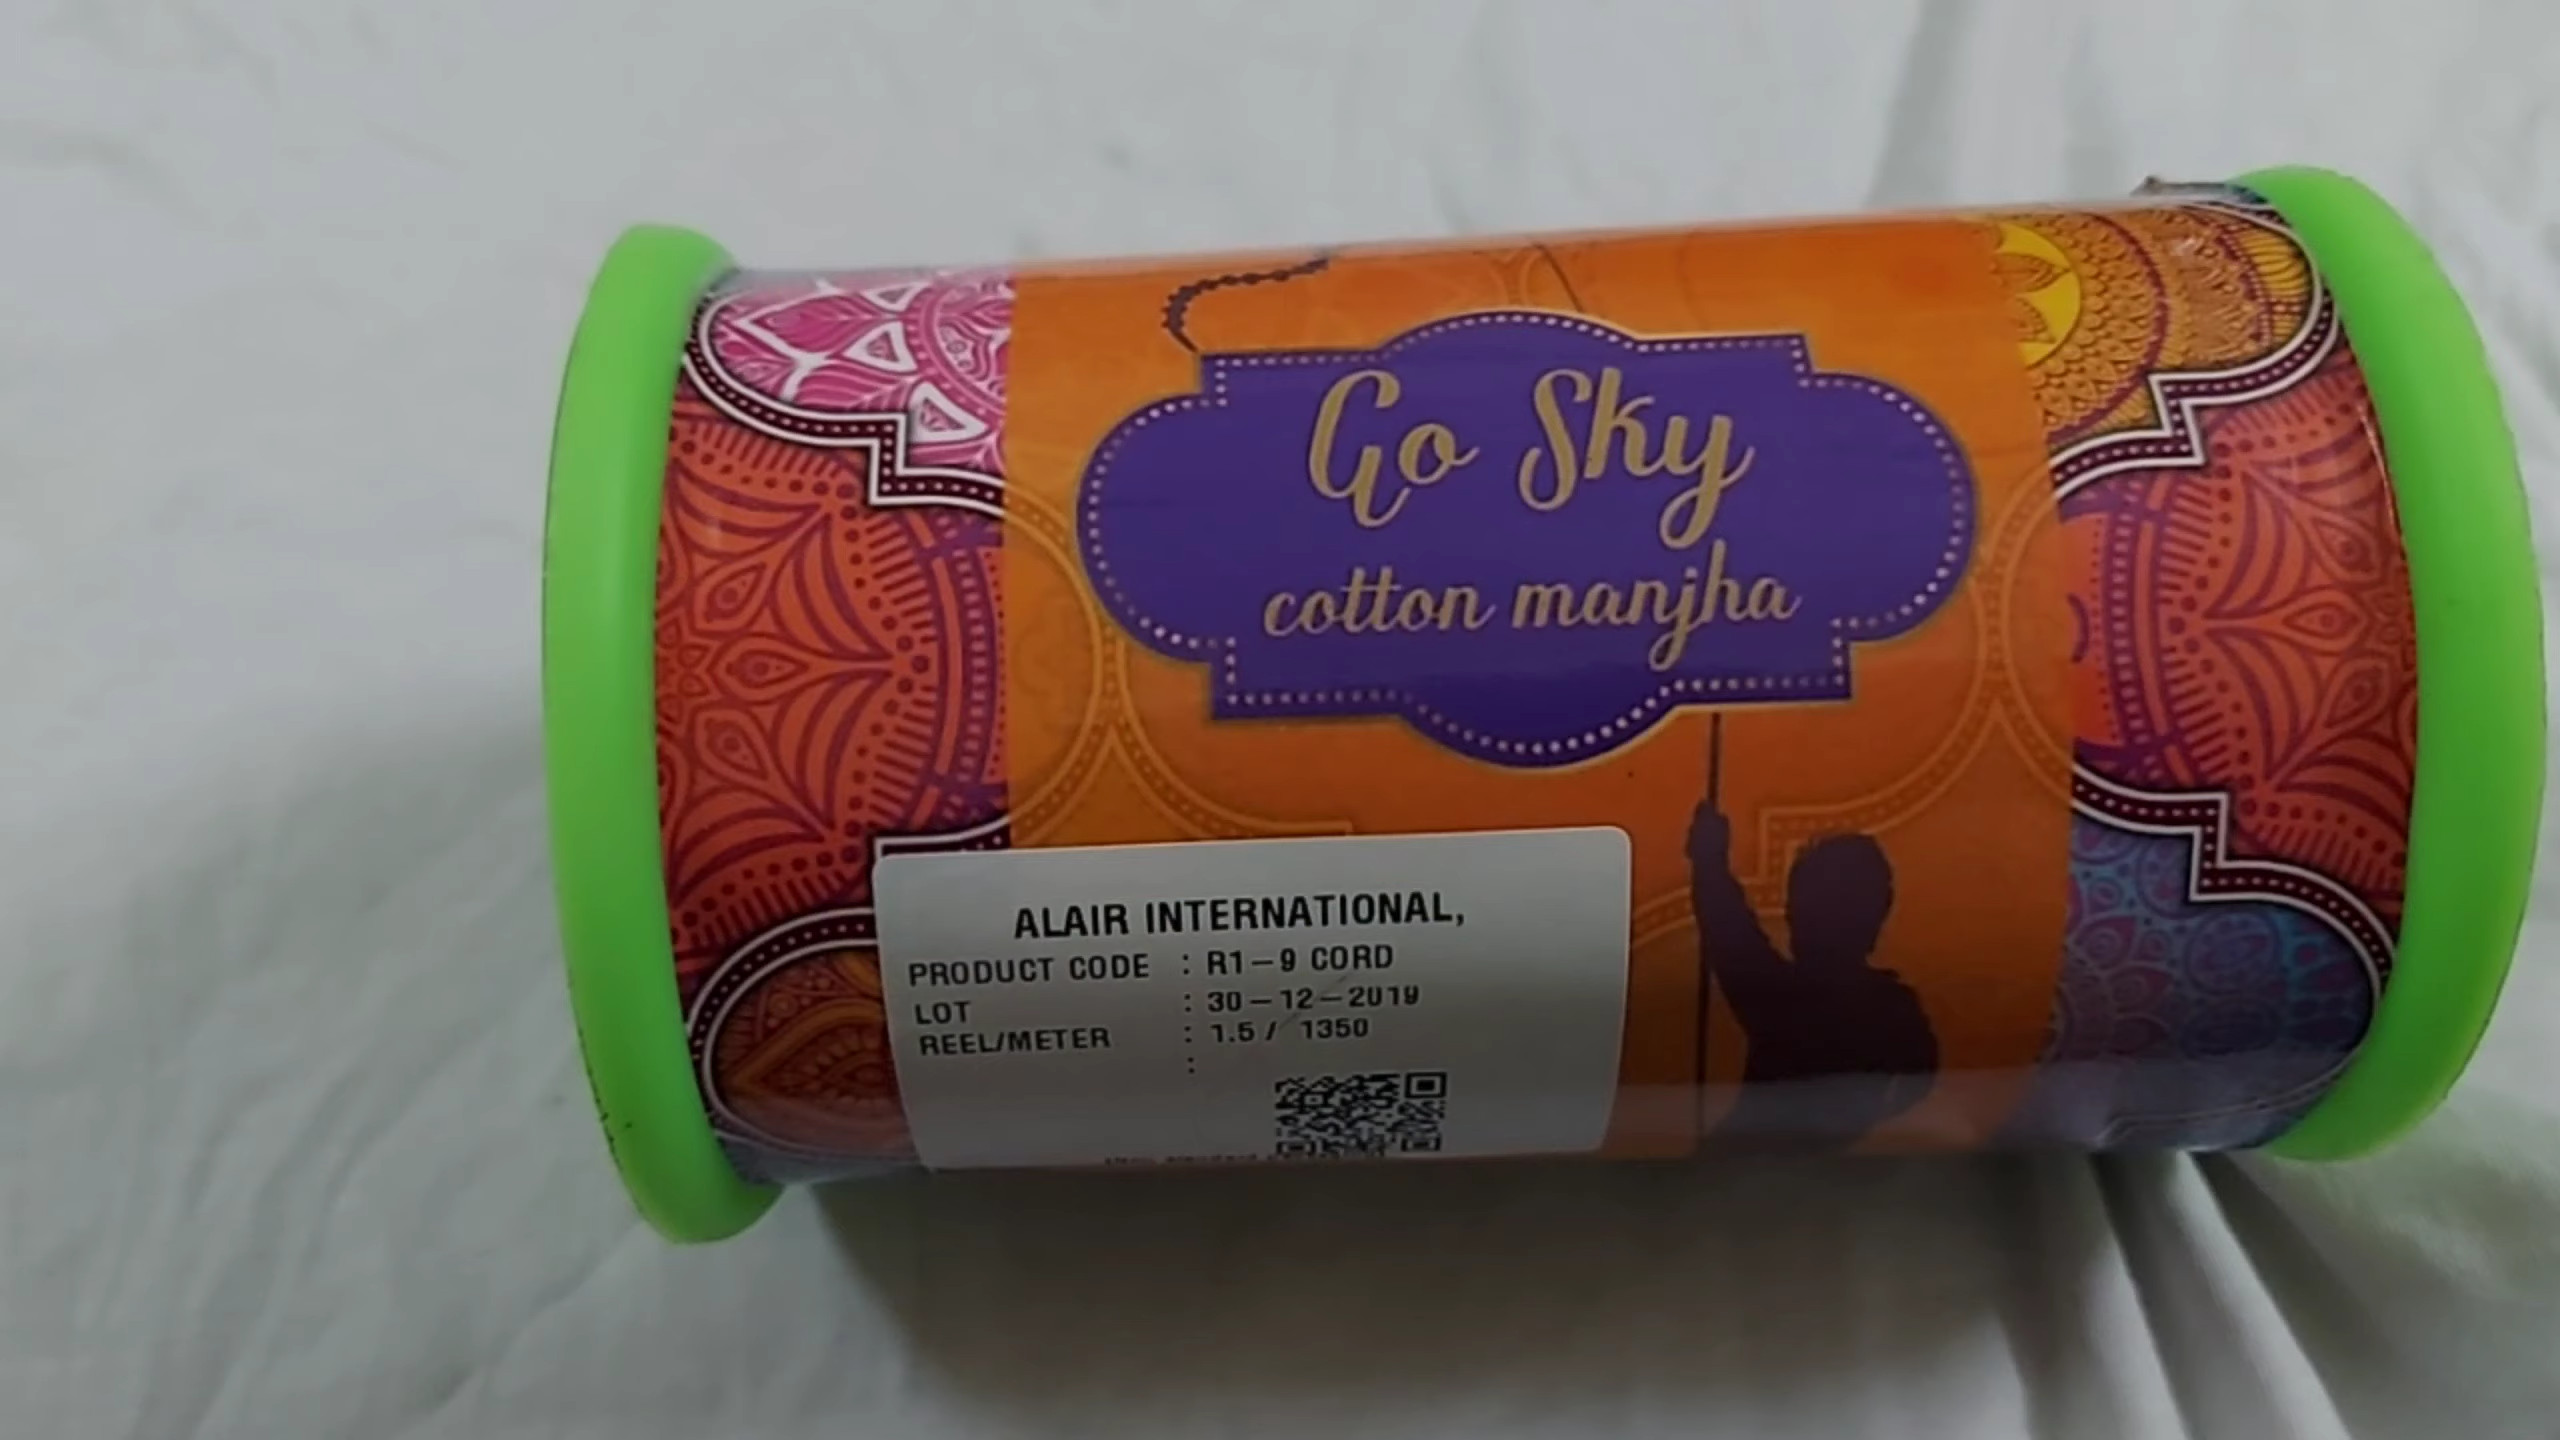 Go Sky
cotton manjha
ALAIR INTERNATIONAL,
PRODUCT CODE : R1-9 CORD
LOT : 30-12-2019
REEL/METER : 1.5 / 1350
: